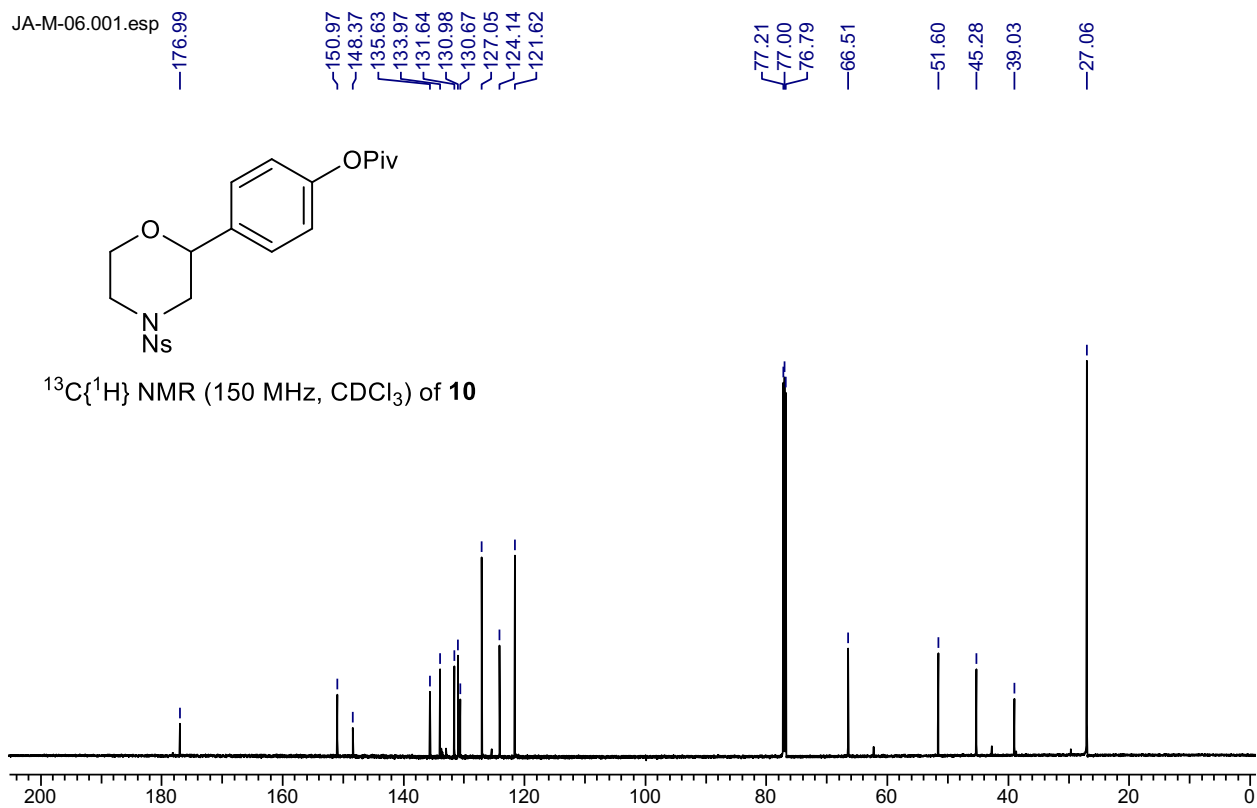 JA-M-06.001.esp
176.99
150.97
148.37
135.63
133.97
131.64
130.98
130.67
127.05
124.14
121.62
77.21
77.00
76.79
66.51
51.60
45.28
39.03
27.06
OPiv
O
N
Ns
¹³C{¹H} NMR (150 MHz, CDCl₃) of 10
200 180 160 140 120 100 80 60 40 20 0